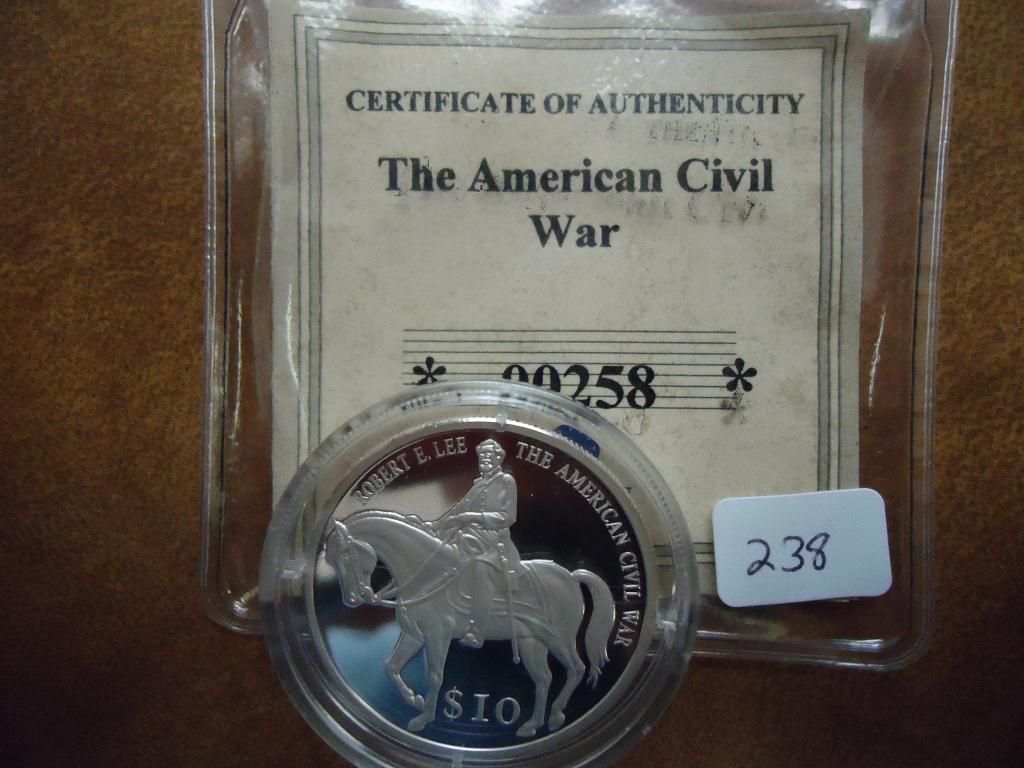 CERTIFICATE OF AUTHENTICITY
The American Civil
War
* 00258 *
ROBERT E. LEE THE AMERICAN CIVIL WAR
$10
238